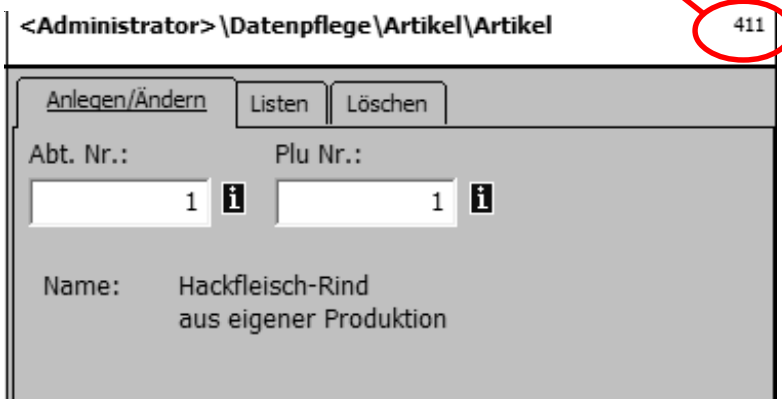 <Administrator>\Datenpflege\Artikel\Artikel 411
Anlegen/Ändern Listen Löschen
Abt. Nr.: Plu Nr.:
1 i 1 i
Name: Hackfleisch-Rind
aus eigener Produktion